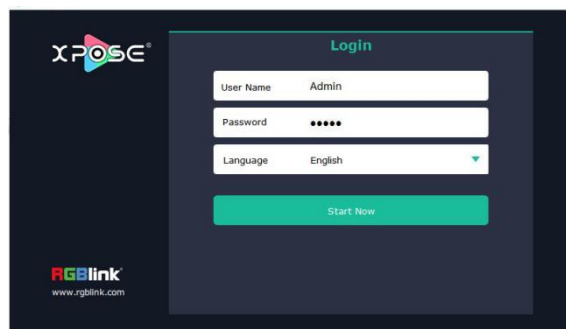 XPOSE®
Login
User Name Admin
Password •••••
Language English
Start Now
RGBlink®
www.rgblink.com